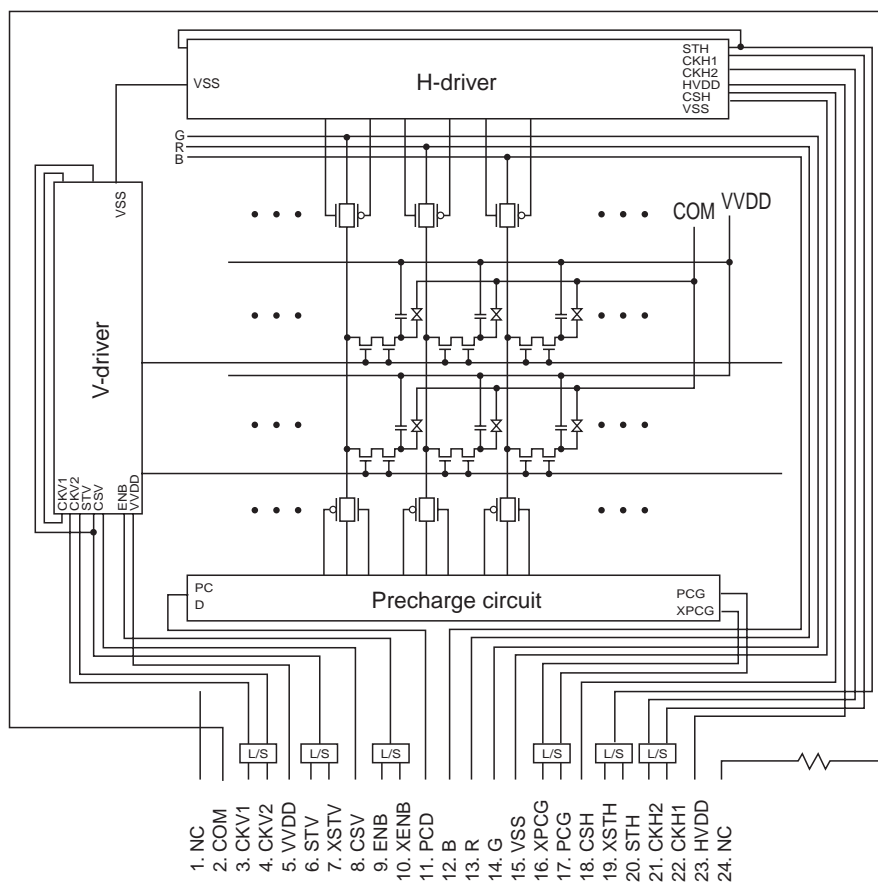 STH
CKH1
CKH2
HVDD
CSH
VSS
VSS
H-driver
G
R
B
COM
VVDD
VSS
V-driver
CKV1
CKV2
STV
CSV
ENB
VVDD
PC
D
Precharge circuit
PCG
XPCG
L/S
L/S
L/S
L/S
L/S
L/S
1. NC
2. COM
3. CKV1
4. CKV2
5. VVDD
6. STV
7. XSTV
8. CSV
9. ENB
10. XENB
11. PCD
12. B
13. R
14. G
15. VSS
16. XPCG
17. PCG
18. CSH
19. XSTH
20. STH
21. CKH2
22. CKH1
23. HVDD
24. NC